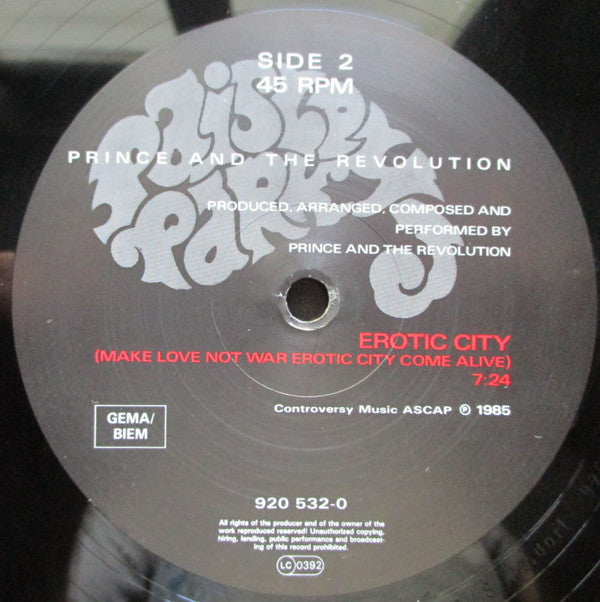 SIDE 2
45 RPM
PAISLEY
PARK
PRINCE AND THE REVOLUTION
PRODUCED, ARRANGED, COMPOSED AND
PERFORMED BY
PRINCE AND THE REVOLUTION
EROTIC CITY
(MAKE LOVE NOT WAR EROTIC CITY COME ALIVE)
7:24
Controversy Music ASCAP ℗ 1985
GEMA/
BIEM
920 532-0
All rights of the producer and of the owner of the
work reproduced reserved! Unauthorized copying,
hiring, lending, public performance and broadcast-
ing of this record prohibited.
LC 0392